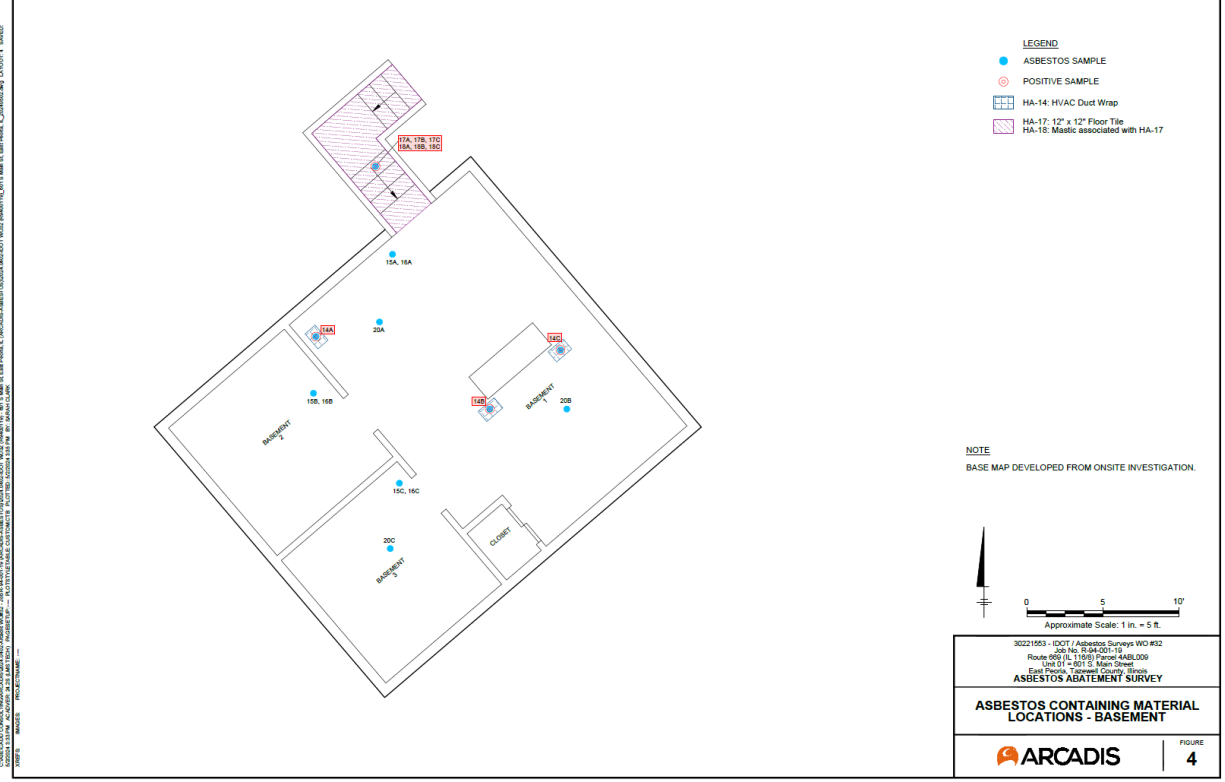 LEGEND
ASBESTOS SAMPLE
POSITIVE SAMPLE
HA-14: HVAC Duct Wrap
HA-17: 12" x 12" Floor Tile
HA-18: Mastic associated with HA-17
17A, 17B, 17C
18A, 18B, 18C
15A, 16A
20A
14A
14C
15B, 16B
14B
BASEMENT
1
20B
BASEMENT
2
15C, 16C
20C
BASEMENT
3
CLOSET
NOTE
BASE MAP DEVELOPED FROM ONSITE INVESTIGATION.
0 5 10'
Approximate Scale: 1 in. = 5 ft.
30221553 - IDOT / Asbestos Surveys WO #32
Job No. R-94-001-19
Route 669 (IL 116/8) Parcel 4ABL009
Unit 01 = 601 S. Main Street
East Peoria, Tazewell County, Illinois
ASBESTOS ABATEMENT SURVEY
ASBESTOS CONTAINING MATERIAL
LOCATIONS - BASEMENT
ARCADIS
FIGURE
4
XREFS: IMAGES: PROJECTNAME: ---